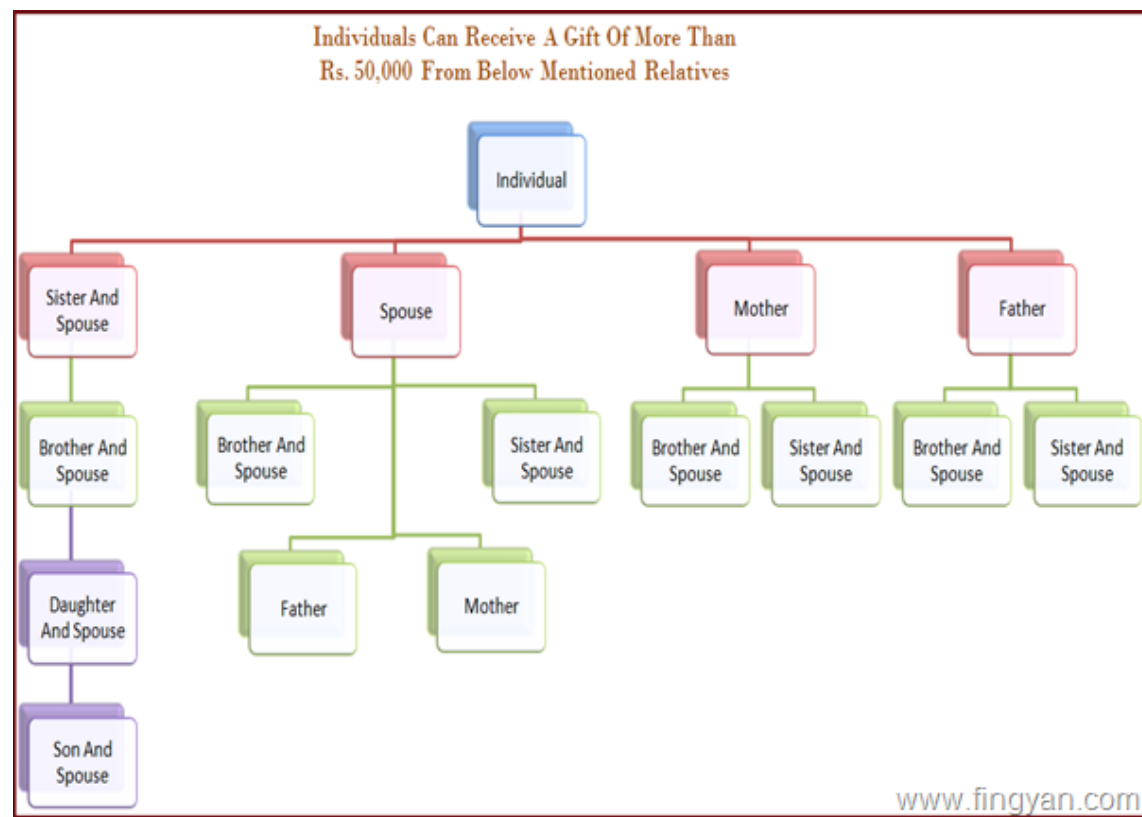 Individuals Can Receive A Gift Of More Than
Rs. 50,000 From Below Mentioned Relatives
Individual
Sister And
Spouse
Spouse
Mother
Father
Brother And
Spouse
Brother And
Spouse
Sister And
Spouse
Brother And
Spouse
Sister And
Spouse
Brother And
Spouse
Sister And
Spouse
Daughter
And Spouse
Father
Mother
Son And
Spouse
www.fingyan.com